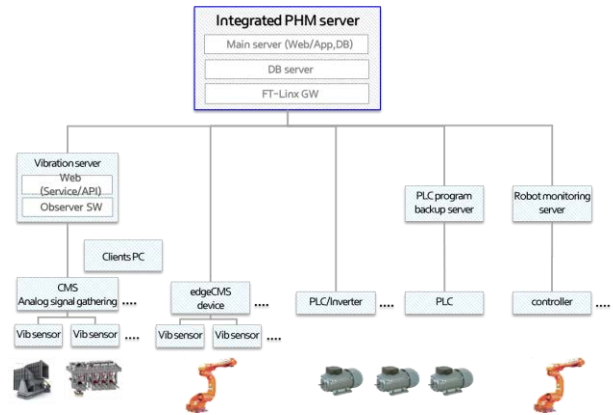 Integrated PHM server
Main server (Web/App,DB)
DB server
FT-Linx GW
Vibration server
Web
(Service/API)
Observer SW
PLC program
backup server
Robot monitoring
server
Clients PC
CMS
Analog signal gathering
....
edgeCMS
device
....
PLC/Inverter
....
PLC
....
controller
....
Vib sensor
Vib sensor
....
Vib sensor
Vib sensor
....